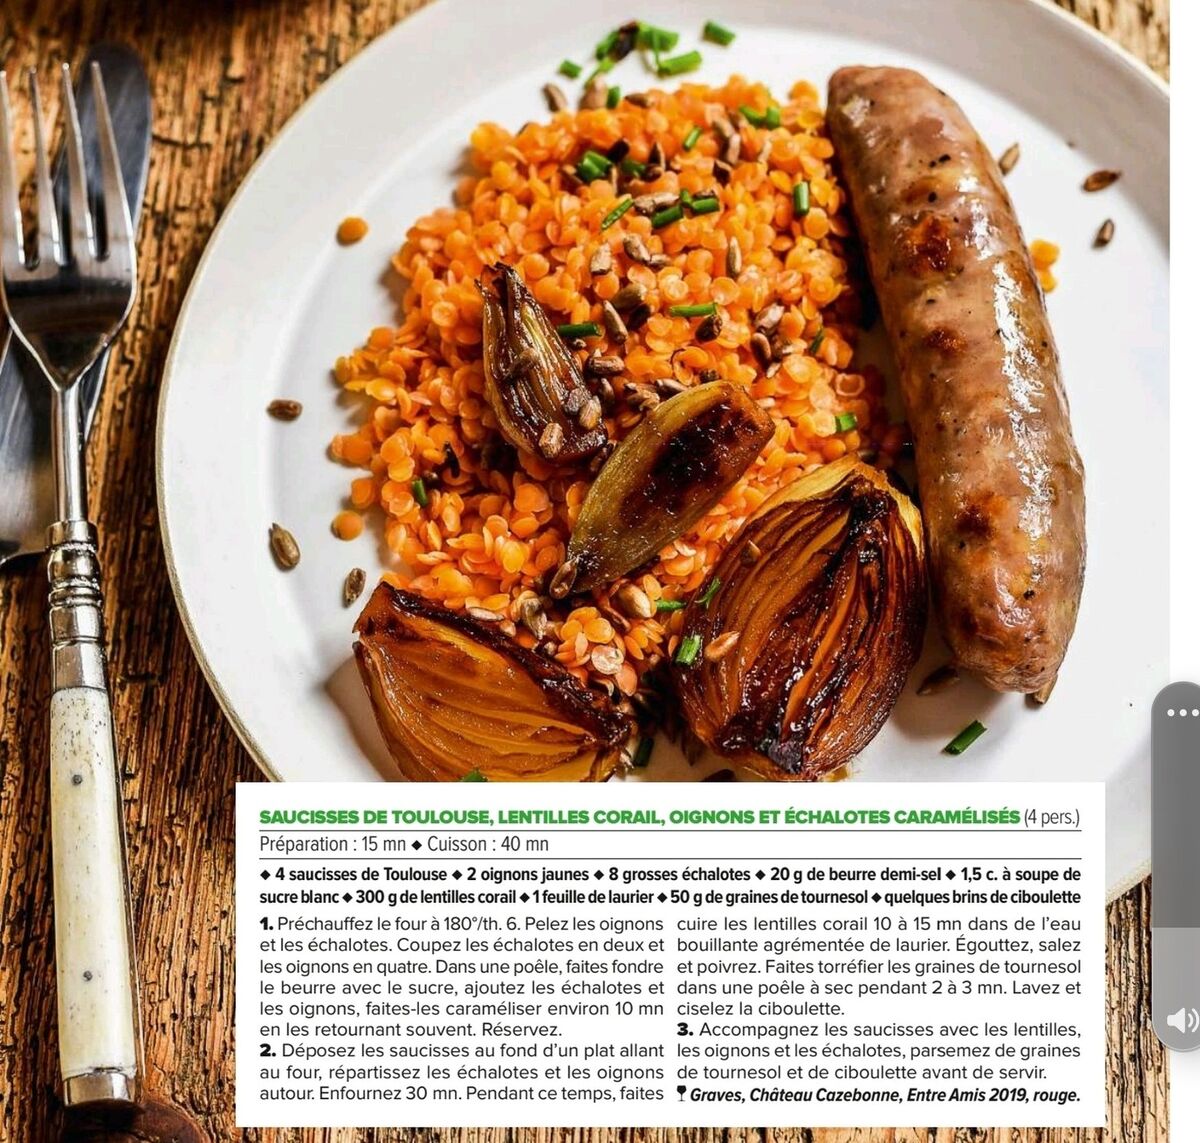 SAUCISSES DE TOULOUSE, LENTILLES CORAIL, OIGNONS ET ÉCHALOTES CARAMÉLISÉS (4 pers.)
Préparation : 15 mn ◆ Cuisson : 40 mn
◆ 4 saucisses de Toulouse ◆ 2 oignons jaunes ◆ 8 grosses échalotes ◆ 20 g de beurre demi-sel ◆ 1,5 c. à soupe de
sucre blanc ◆ 300 g de lentilles corail ◆ 1 feuille de laurier ◆ 50 g de graines de tournesol ◆ quelques brins de ciboulette
1. Préchauffez le four à 180°/th. 6. Pelez les oignons
et les échalotes. Coupez les échalotes en deux et
les oignons en quatre. Dans une poêle, faites fondre
le beurre avec le sucre, ajoutez les échalotes et
les oignons, faites-les caraméliser environ 10 mn
en les retournant souvent. Réservez.
2. Déposez les saucisses au fond d'un plat allant
au four, répartissez les échalotes et les oignons
autour. Enfournez 30 mn. Pendant ce temps, faites
cuire les lentilles corail 10 à 15 mn dans de l'eau
bouillante agrémentée de laurier. Égouttez, salez
et poivrez. Faites torréfier les graines de tournesol
dans une poêle à sec pendant 2 à 3 mn. Lavez et
ciselez la ciboulette.
3. Accompagnez les saucisses avec les lentilles,
les oignons et les échalotes, parsemez de graines
de tournesol et de ciboulette avant de servir.
Graves, Château Cazebonne, Entre Amis 2019, rouge.